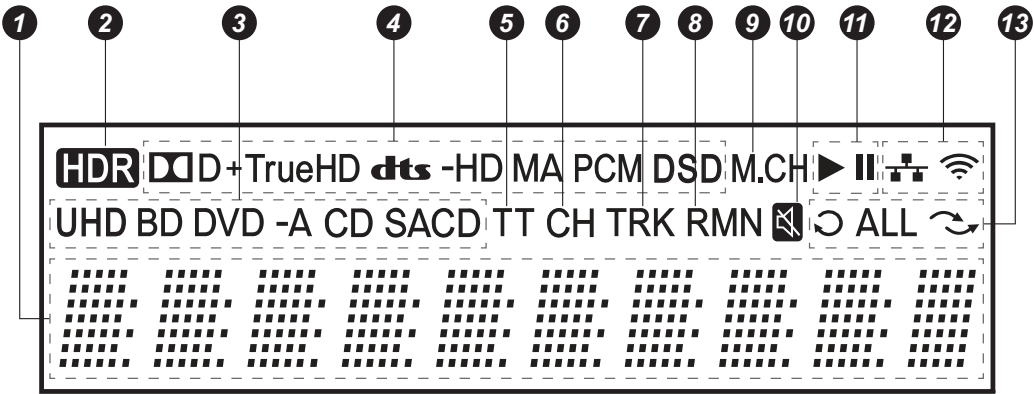 1 2 3 4 5 6 7 8 9 10 11 12 13
HDR D+TrueHD dts -HD MA PCM DSD M.CH
UHD BD DVD -A CD SACD TT CH TRK RMN ALL